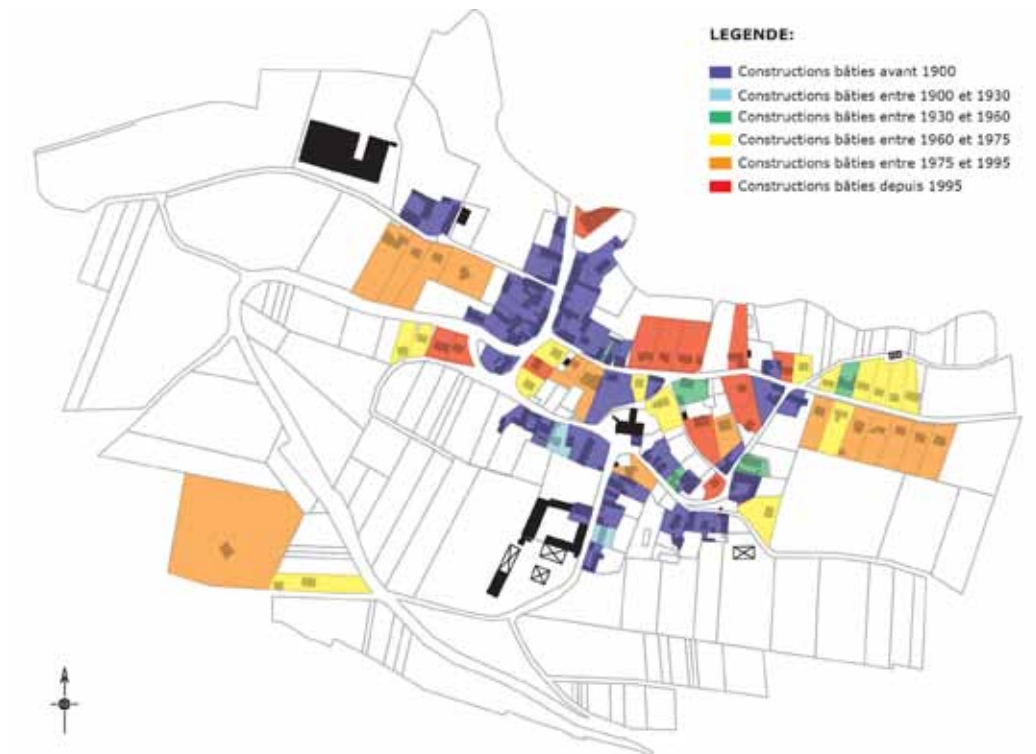 LEGENDE:
Constructions bâties avant 1900
Constructions bâties entre 1900 et 1930
Constructions bâties entre 1930 et 1960
Constructions bâties entre 1960 et 1975
Constructions bâties entre 1975 et 1995
Constructions bâties depuis 1995